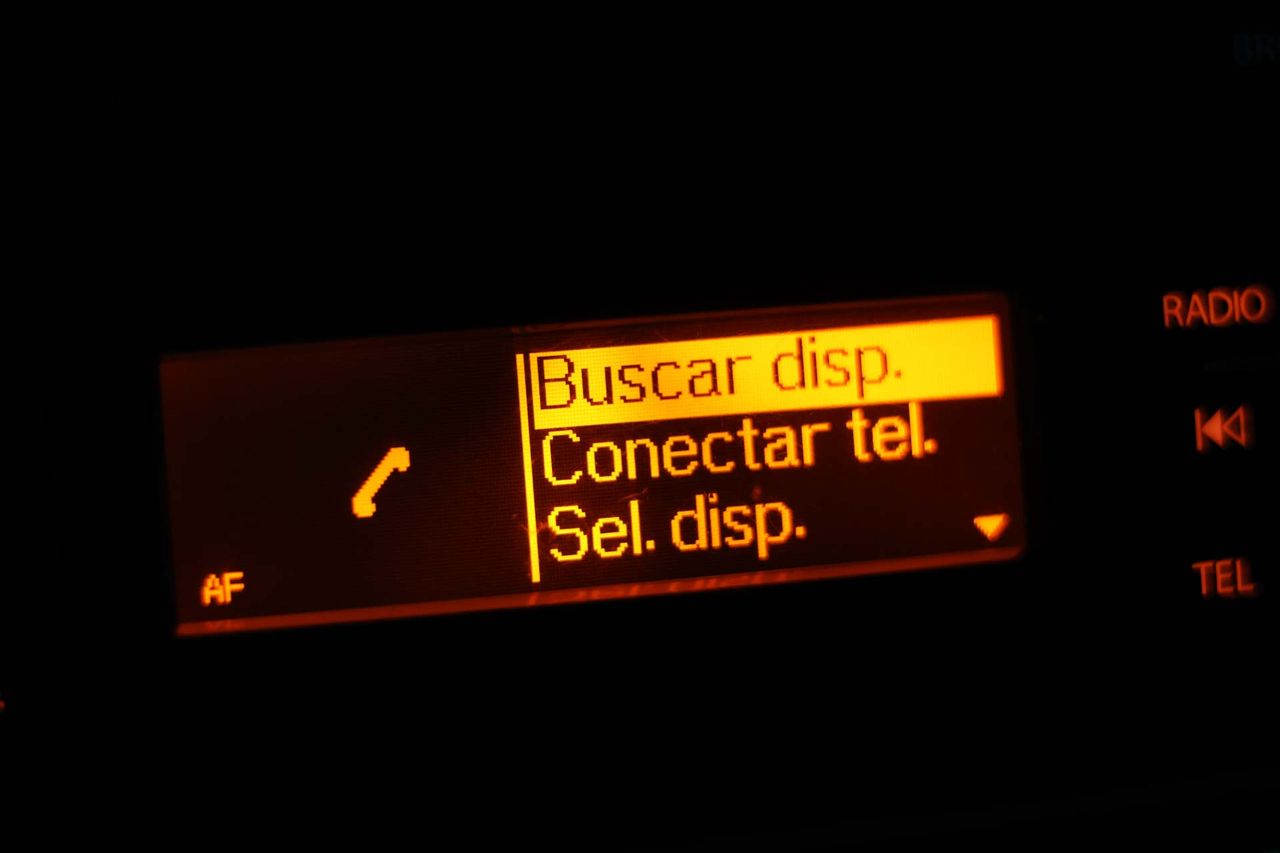 RADIO
Buscar disp.
Conectar tel.
Sel. disp.
AF
TEL